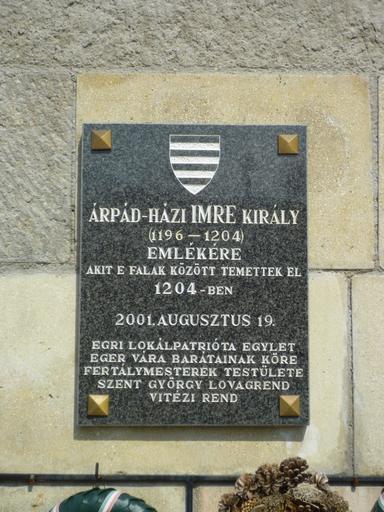 ÁRPÁD-HÁZI IMRE KIRÁLY
(1196-1204)
EMLÉKÉRE
AKIT E FALAK KÖZÖTT TEMETTEK EL
1204-BEN
2001. AUGUSZTUS 19.
EGRI LOKÁLPATRIÓTA EGYLET
EGER VÁRA BARÁTAINAK KÖRE
FERTÁLYMESTEREK TESTÜLETE
SZENT GYÖRGY LOVAGREND
VITÉZI REND